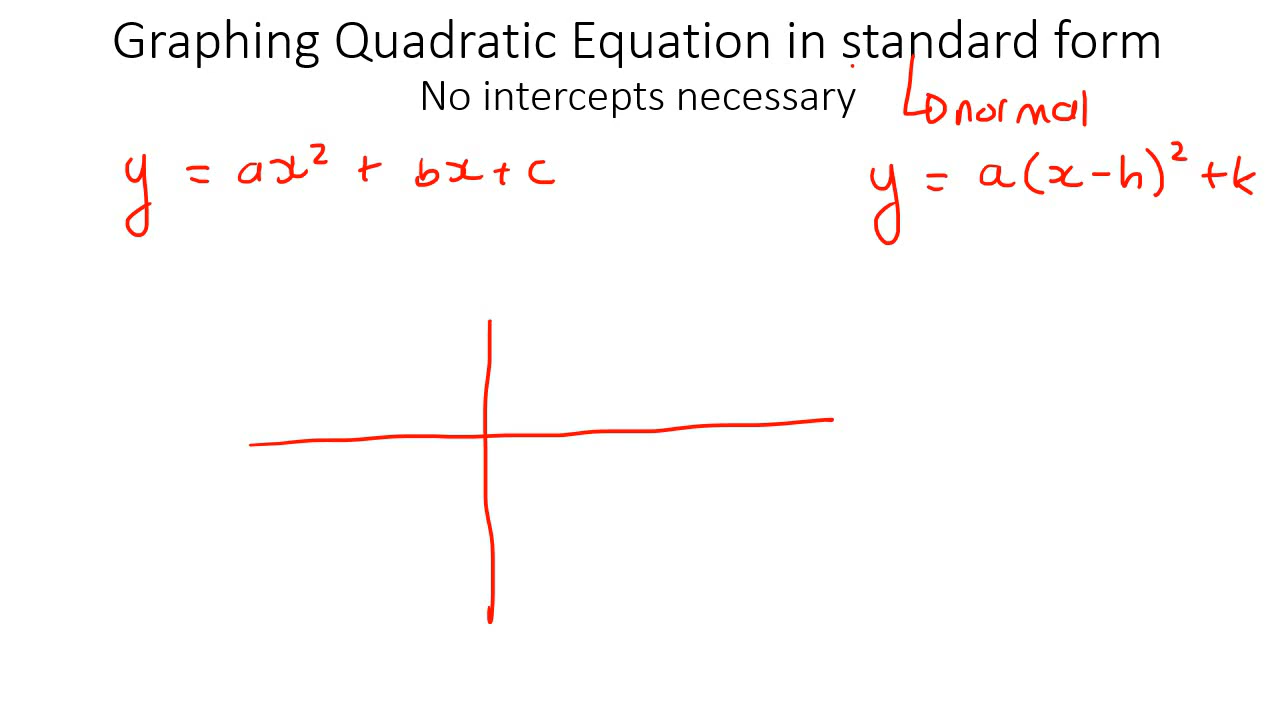 Graphing Quadratic Equation in standard form
No intercepts necessary
normal
y = ax² + bx + c
y = a(x-h)² + k